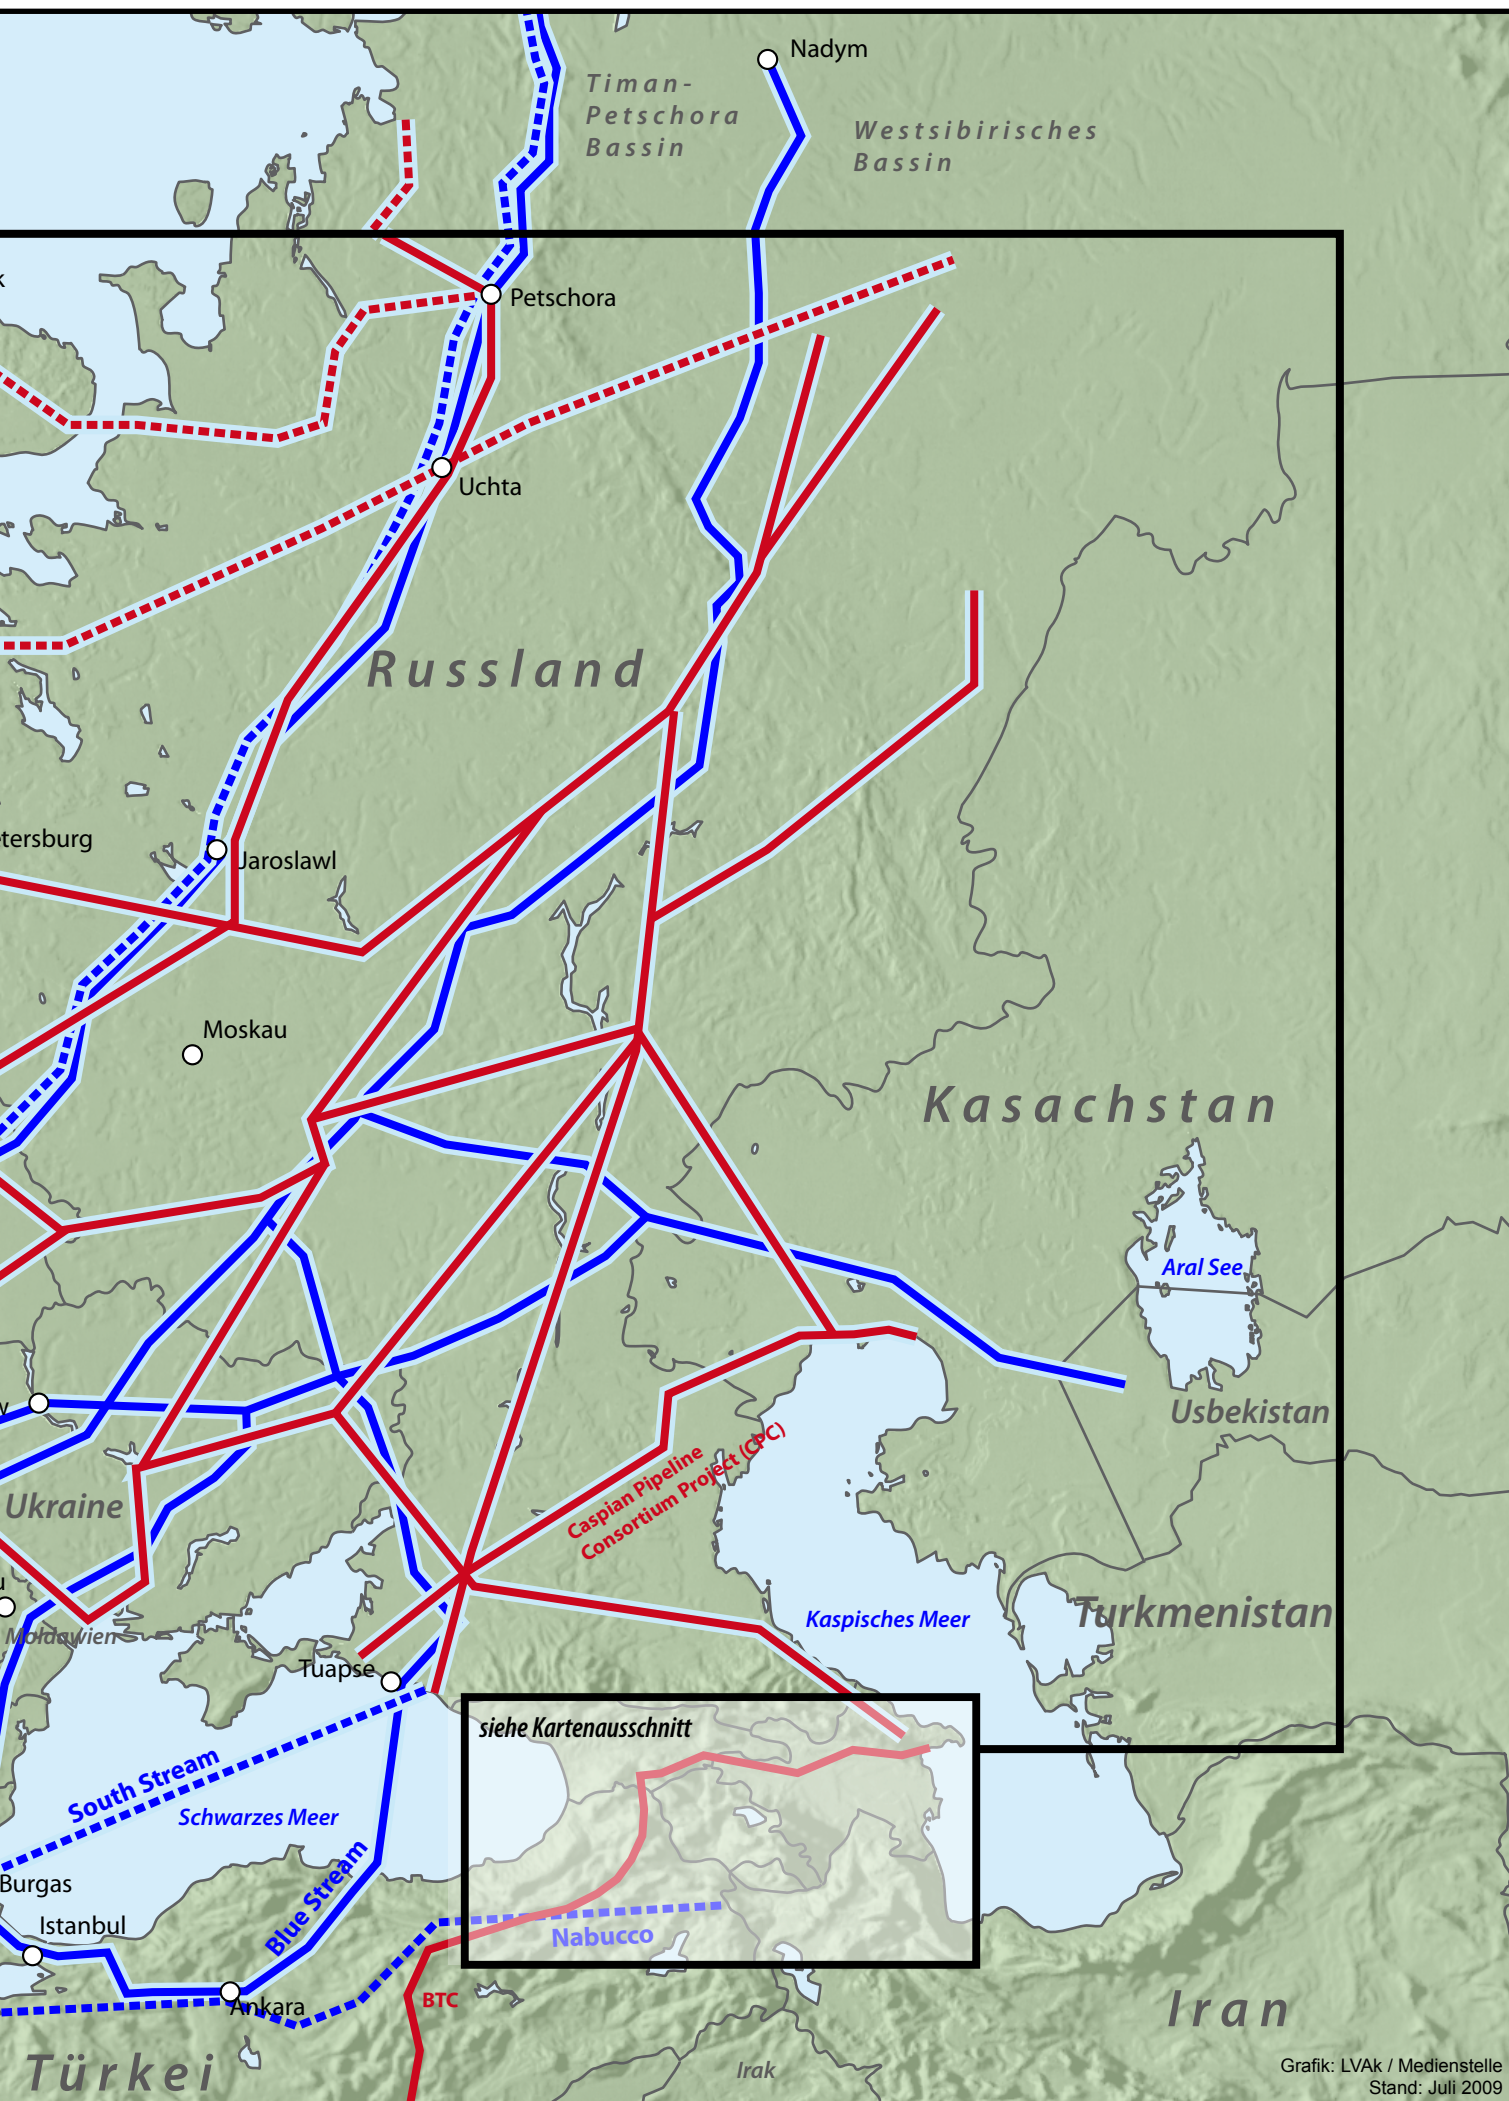 Nadym
Timan-
Petschora
Bassin
Westsibirisches
Bassin
k
Petschora
Uchta
Russland
tersburg
Jaroslawl
Moskau
Kasachstan
Aral See
w
Usbekistan
Caspian Pipeline
Consortium Project (CPC)
Ukraine
u
Moldawien
Kaspisches Meer
Turkmenistan
Tuapse
siehe Kartenausschnitt
South Stream
Schwarzes Meer
Blue Stream
Burgas
Istanbul
Nabucco
BTC
Ankara
Iran
Türkei
Irak
Grafik: LVAk / Medienstelle
Stand: Juli 2009